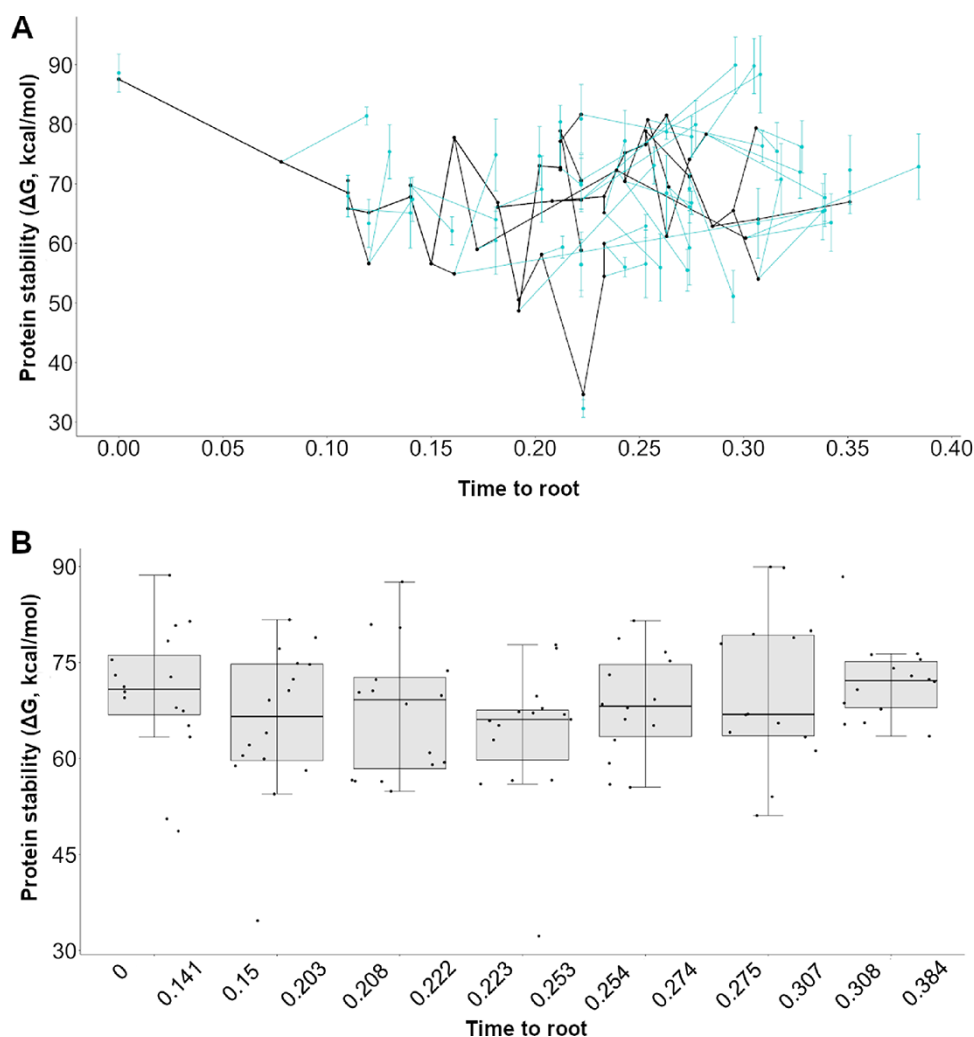 A
Protein stability (ΔG, kcal/mol)
90
80
70
60
50
40
30
0.00 0.05 0.10 0.15 0.20 0.25 0.30 0.35 0.40
Time to root
B
Protein stability (ΔG, kcal/mol)
90
75
60
45
30
0 0.141 0.15 0.203 0.208 0.222 0.223 0.253 0.254 0.274 0.275 0.307 0.308 0.384
Time to root